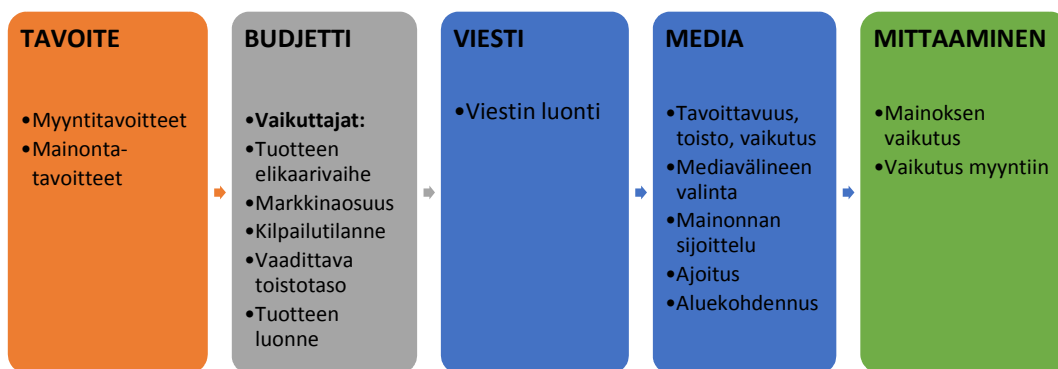 TAVOITE
•Myyntitavoitteet
•Mainonta-
tavoitteet
BUDJETTI
•Vaikuttajat:
•Tuotteen
elikaarivaihe
•Markkinaosuus
•Kilpailutilanne
•Vaadittava
toistotaso
•Tuotteen
luonne
VIESTI
•Viestin luonti
MEDIA
•Tavoittavuus,
toisto, vaikutus
•Mediavälineen
valinta
•Mainonnan
sijoittelu
•Ajoitus
•Aluekohdennus
MITTAAMINEN
•Mainoksen
vaikutus
•Vaikutus myyntiin